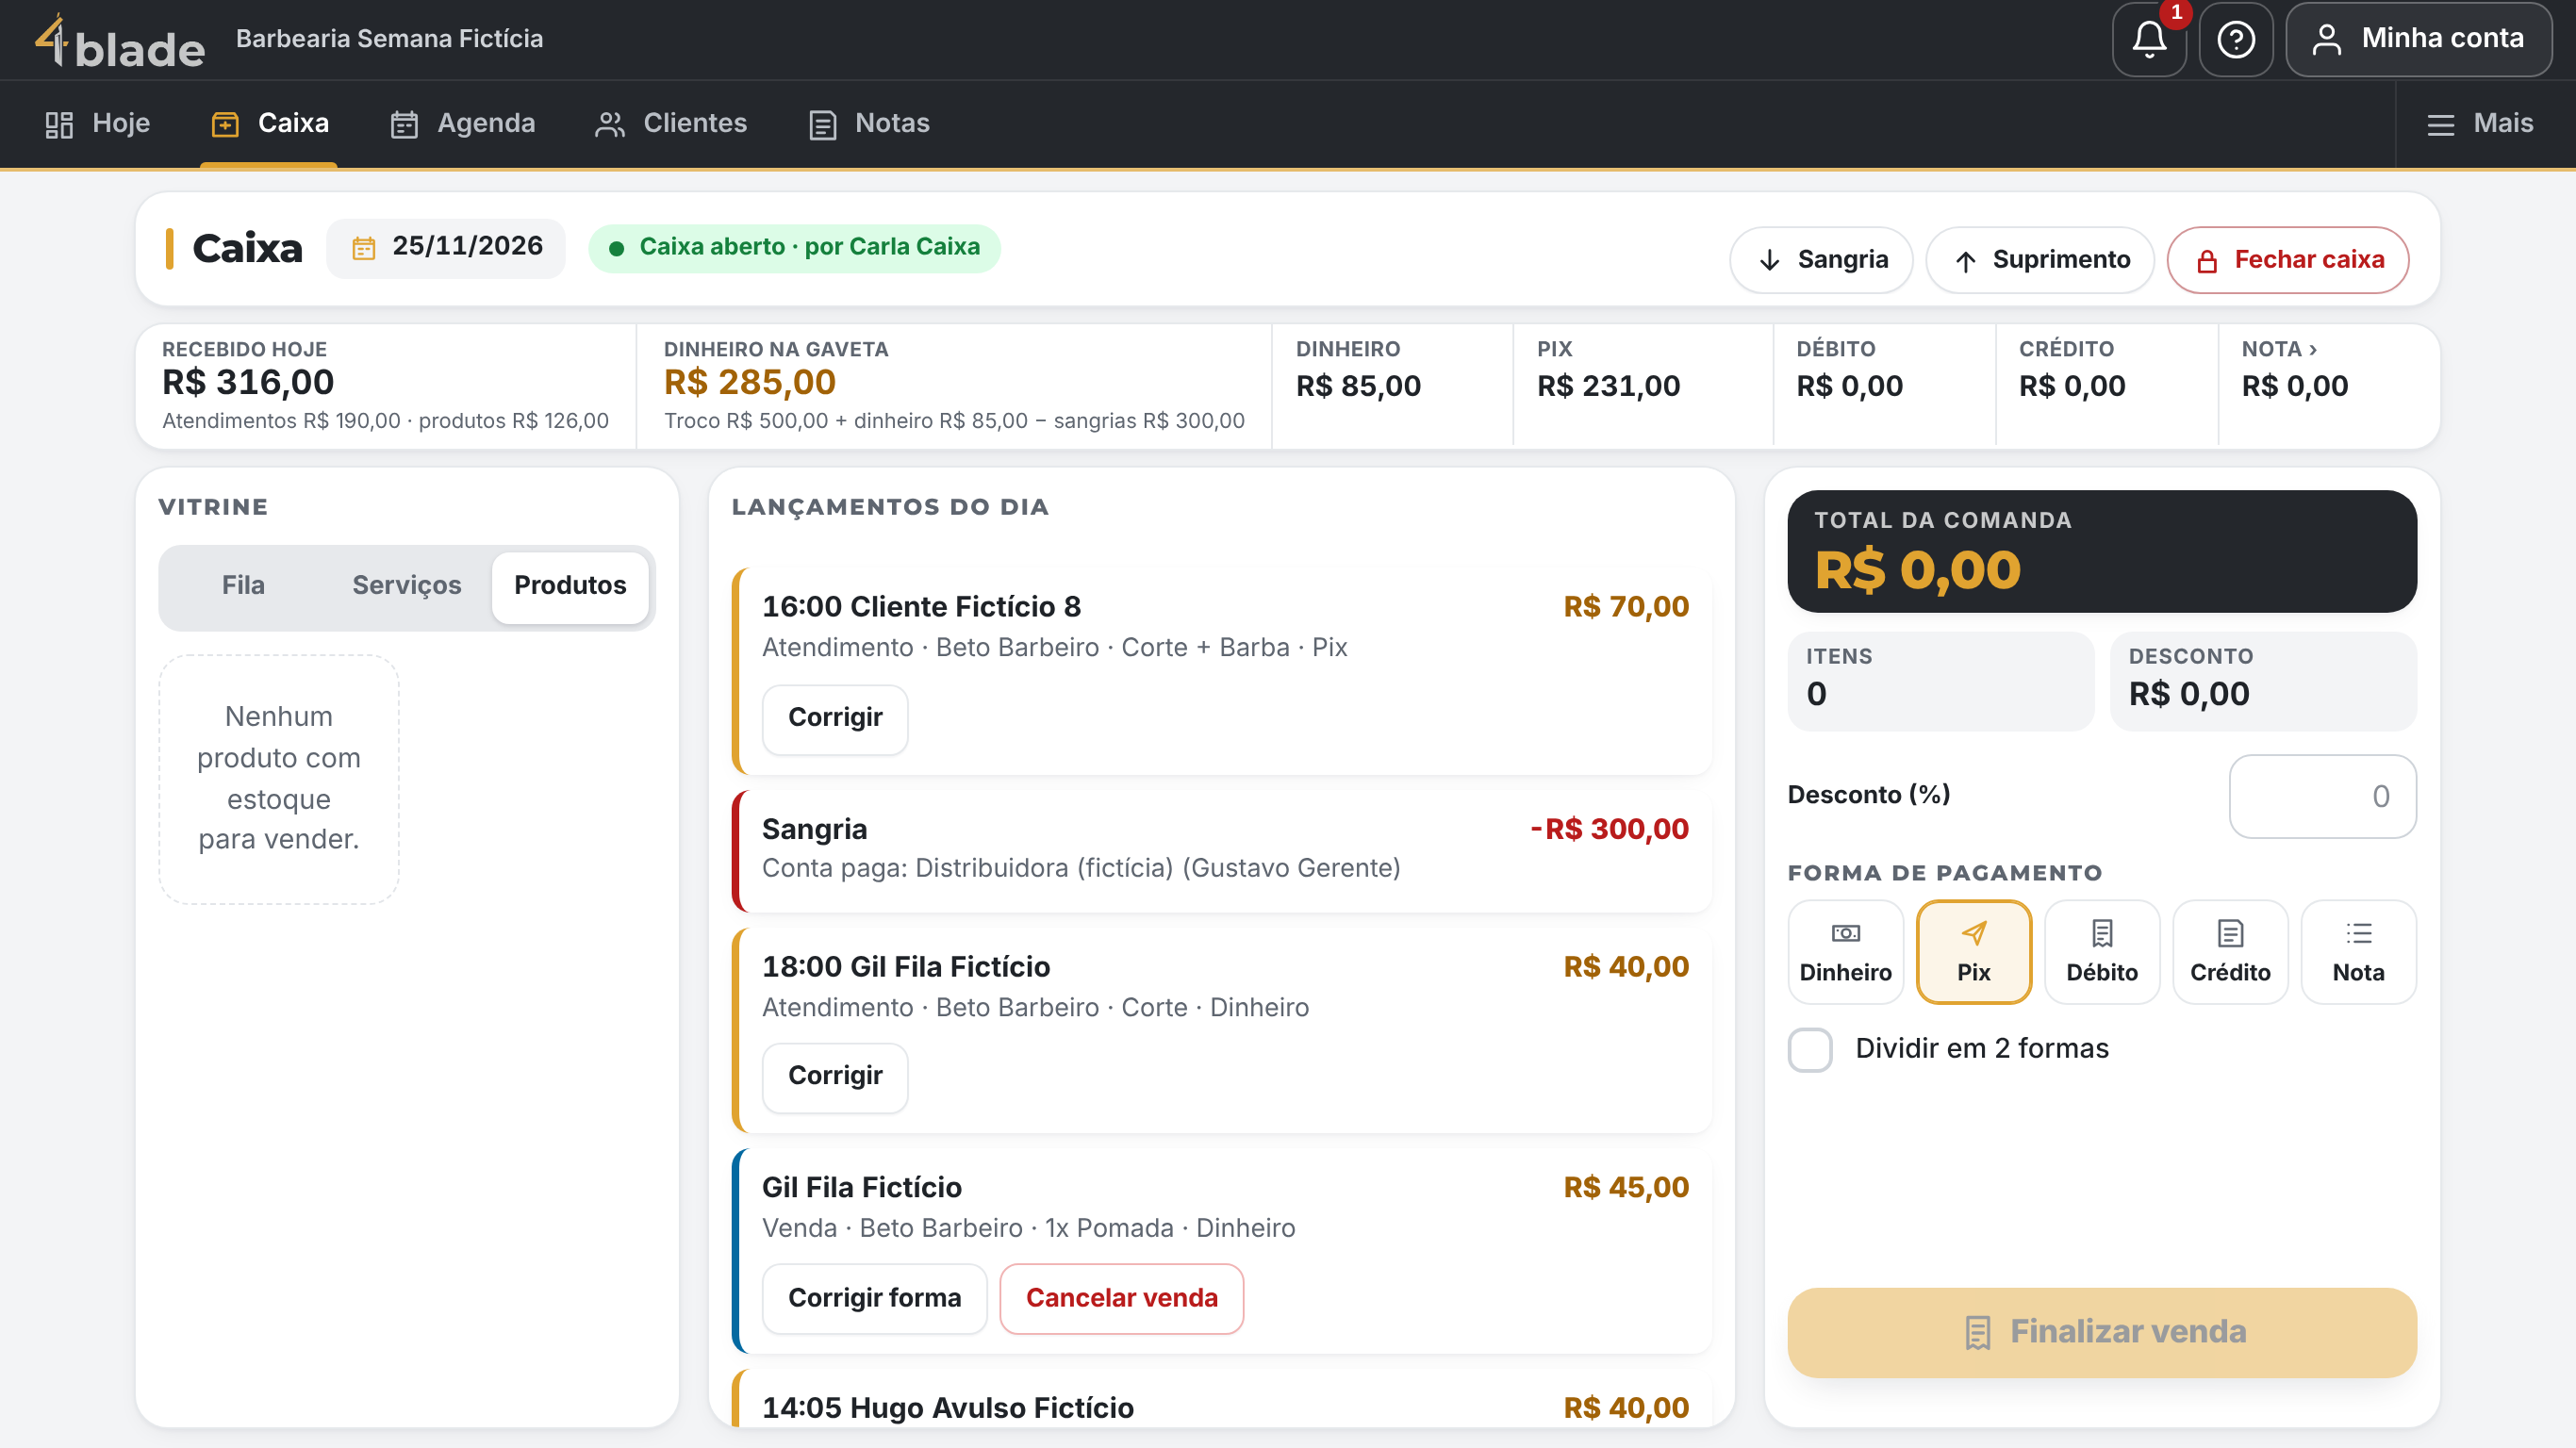 4blade
Barbearia Semana Fictícia
1
Minha conta
Hoje
Caixa
Agenda
Clientes
Notas
Mais
Caixa
25/11/2026
Caixa aberto · por Carla Caixa
Sangria
Suprimento
Fechar caixa
RECEBIDO HOJE
R$ 316,00
Atendimentos R$ 190,00 · produtos R$ 126,00
DINHEIRO NA GAVETA
R$ 285,00
Troco R$ 500,00 + dinheiro R$ 85,00 − sangrias R$ 300,00
DINHEIRO
R$ 85,00
PIX
R$ 231,00
DÉBITO
R$ 0,00
CRÉDITO
R$ 0,00
NOTA ›
R$ 0,00
VITRINE
Fila
Serviços
Produtos
Nenhum
produto com
estoque
para vender.
LANÇAMENTOS DO DIA
16:00 Cliente Fictício 8
R$ 70,00
Atendimento · Beto Barbeiro · Corte + Barba · Pix
Corrigir
Sangria
-R$ 300,00
Conta paga: Distribuidora (fictícia) (Gustavo Gerente)
18:00 Gil Fila Fictício
R$ 40,00
Atendimento · Beto Barbeiro · Corte · Dinheiro
Corrigir
Gil Fila Fictício
R$ 45,00
Venda · Beto Barbeiro · 1x Pomada · Dinheiro
Corrigir forma
Cancelar venda
14:05 Hugo Avulso Fictício
R$ 40,00
TOTAL DA COMANDA
R$ 0,00
ITENS
0
DESCONTO
R$ 0,00
Desconto (%)
0
FORMA DE PAGAMENTO
Dinheiro
Pix
Débito
Crédito
Nota
Dividir em 2 formas
Finalizar venda